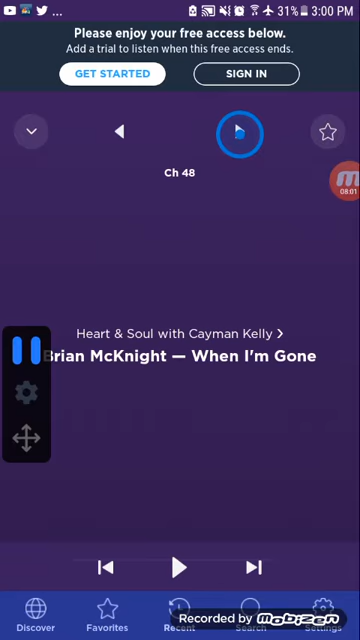 ... 31% 3:00 PM
Please enjoy your free access below.
Add a trial to listen when this free access ends.
GET STARTED
SIGN IN
Ch 48
08:01
Heart & Soul with Cayman Kelly
Brian McKnight — When I'm Gone
Discover
Favorites
Recent
Search
Settings
Recorded by Mobizen